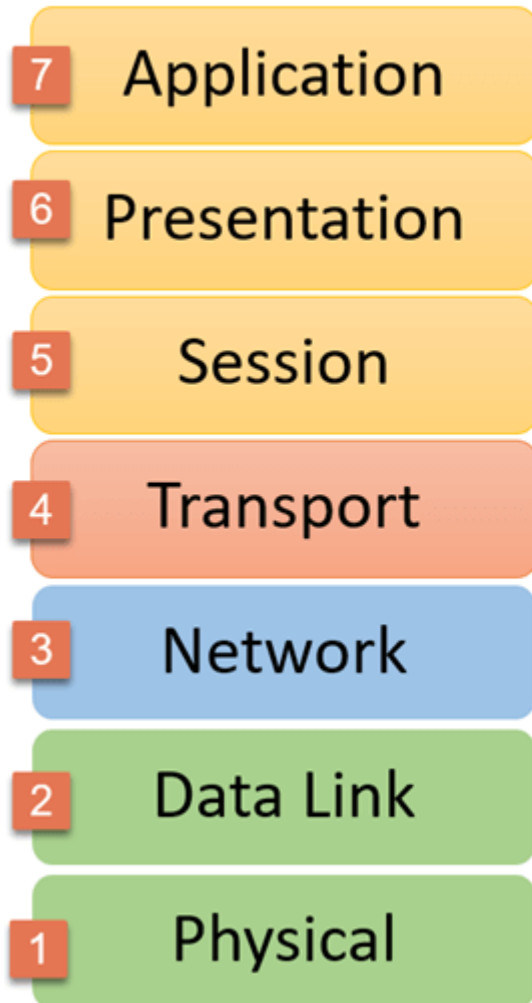 7 Application
6 Presentation
5 Session
4 Transport
3 Network
2 Data Link
1 Physical